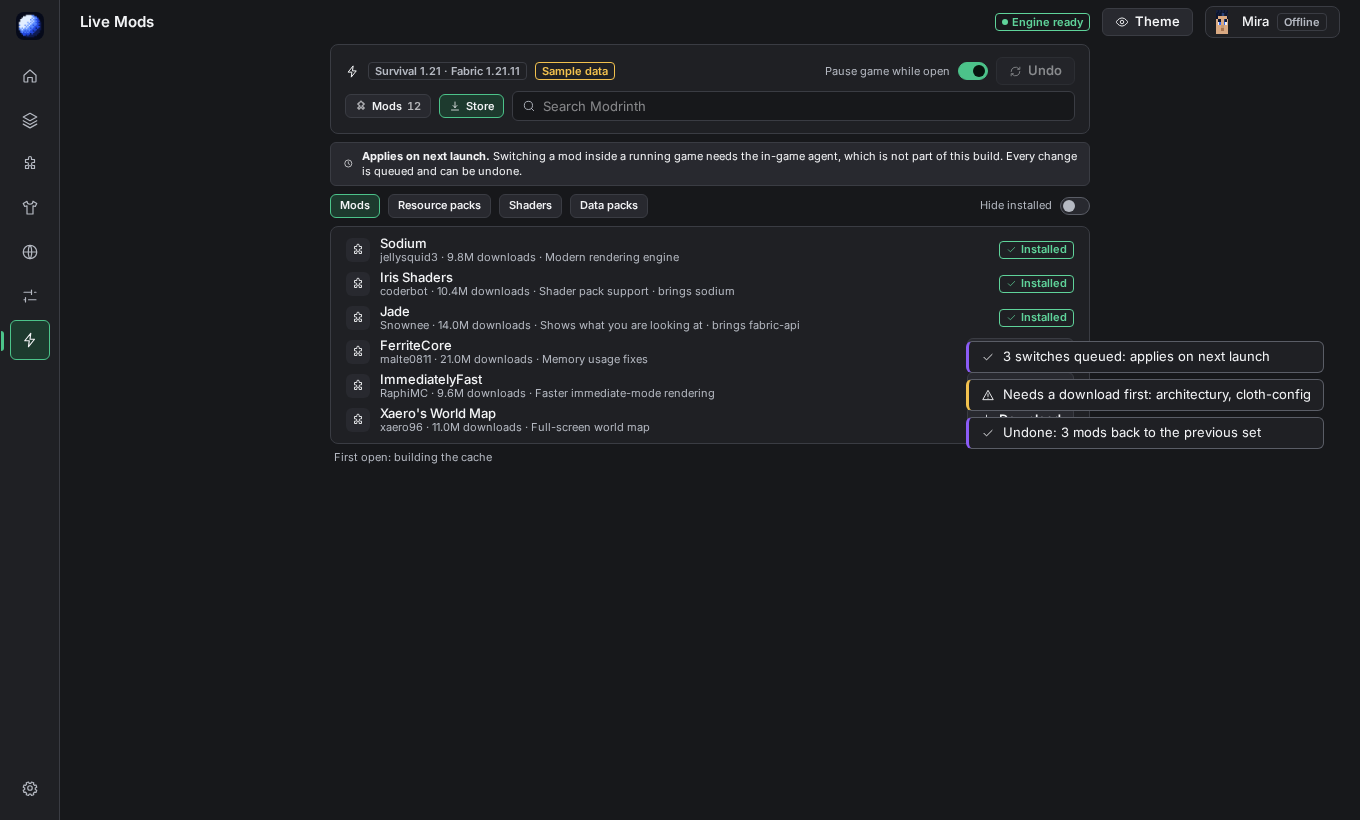 Live Mods
Engine ready
Theme
Mira
Offline
Survival 1.21 · Fabric 1.21.11
Sample data
Pause game while open
Undo
Mods 12
Store
Search Modrinth
Applies on next launch. Switching a mod inside a running game needs the in-game agent, which is not part of this build. Every change
is queued and can be undone.
Mods
Resource packs
Shaders
Data packs
Hide installed
Sodium
jellysquid3 · 9.8M downloads · Modern rendering engine
Installed
Iris Shaders
coderbot · 10.4M downloads · Shader pack support · brings sodium
Installed
Jade
Snownee · 14.0M downloads · Shows what you are looking at · brings fabric-api
Installed
FerriteCore
malte0811 · 21.0M downloads · Memory usage fixes
3 switches queued: applies on next launch
ImmediatelyFast
RaphiMC · 9.6M downloads · Faster immediate-mode rendering
Needs a download first: architectury, cloth-config
Xaero's World Map
xaero96 · 11.0M downloads · Full-screen world map
Undone: 3 mods back to the previous set
First open: building the cache